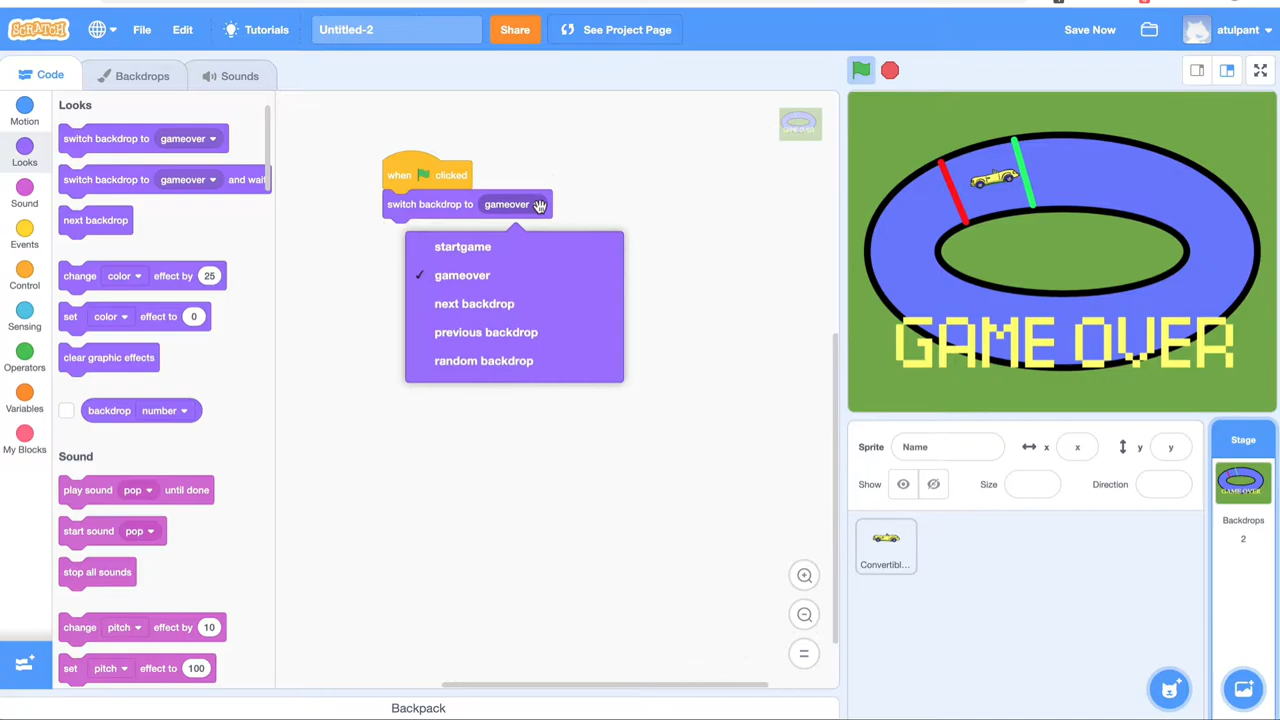 SCRATCH
File
Edit
Tutorials
Untitled-2
Share
See Project Page
Save Now
atulpant
Code
Backdrops
Sounds
Motion
Looks
Sound
Events
Control
Sensing
Operators
Variables
My Blocks
Looks
switch backdrop to gameover
switch backdrop to gameover and wait
next backdrop
change color effect by 25
set color effect to 0
clear graphic effects
backdrop number
Sound
play sound pop until done
start sound pop
stop all sounds
change pitch effect by 10
set pitch effect to 100
when clicked
switch backdrop to gameover
startgame
✓ gameover
next backdrop
previous backdrop
random backdrop
GAME OVER
GAME OVER
Sprite Name x x y y
Show Size Direction
Convertibl...
Stage
GAME OVER
Backdrops
2
Backpack